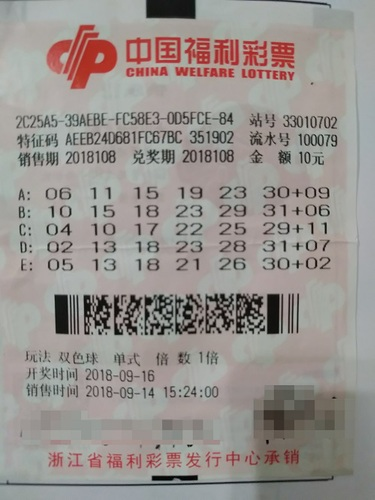 中国福利彩票
CHINA WELFARE LOTTERY
2C25A5-39AEBE-FC58E3-0D5FCE-84 站号 33010702
特征码 AEEB24D681FC67BC 351902 流水号 100079
销售期 2018108 兑奖期 2018108 金 额 10元
A: 06 11 15 19 23 30+09
B: 10 15 18 23 29 31+06
C: 04 10 17 22 25 29+11
D: 02 13 18 23 28 31+07
E: 05 13 18 21 26 30+02
玩法 双色球 单式 倍 数 1倍
开奖时间 2018-09-16
销售时间 2018-09-14 15:24:00
浙江省福利彩票发行中心承销